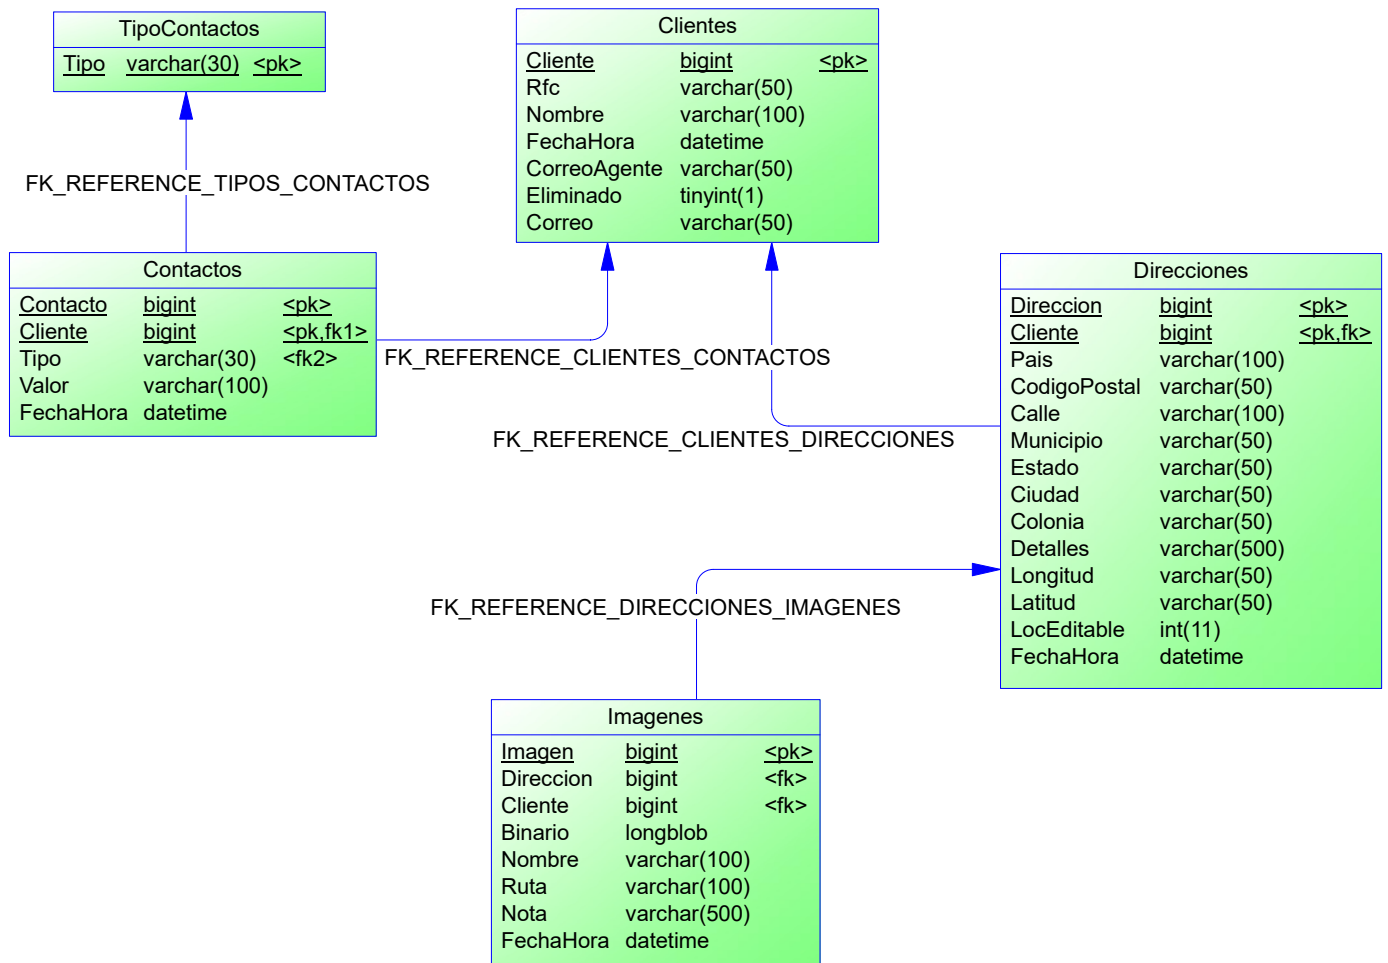 TipoContactos
Tipo varchar(30) <pk>
FK_REFERENCE_TIPOS_CONTACTOS
Clientes
Cliente bigint <pk>
Rfc varchar(50)
Nombre varchar(100)
FechaHora datetime
CorreoAgente varchar(50)
Eliminado tinyint(1)
Correo varchar(50)
Contactos
Contacto bigint <pk>
Cliente bigint <pk,fk1>
Tipo varchar(30) <fk2>
Valor varchar(100)
FechaHora datetime
FK_REFERENCE_CLIENTES_CONTACTOS
FK_REFERENCE_CLIENTES_DIRECCIONES
Direcciones
Direccion bigint <pk>
Cliente bigint <pk,fk>
Pais varchar(100)
CodigoPostal varchar(50)
Calle varchar(100)
Municipio varchar(50)
Estado varchar(50)
Ciudad varchar(50)
Colonia varchar(50)
Detalles varchar(500)
Longitud varchar(50)
Latitud varchar(50)
LocEditable int(11)
FechaHora datetime
FK_REFERENCE_DIRECCIONES_IMAGENES
Imagenes
Imagen bigint <pk>
Direccion bigint <fk>
Cliente bigint <fk>
Binario longblob
Nombre varchar(100)
Ruta varchar(100)
Nota varchar(500)
FechaHora datetime